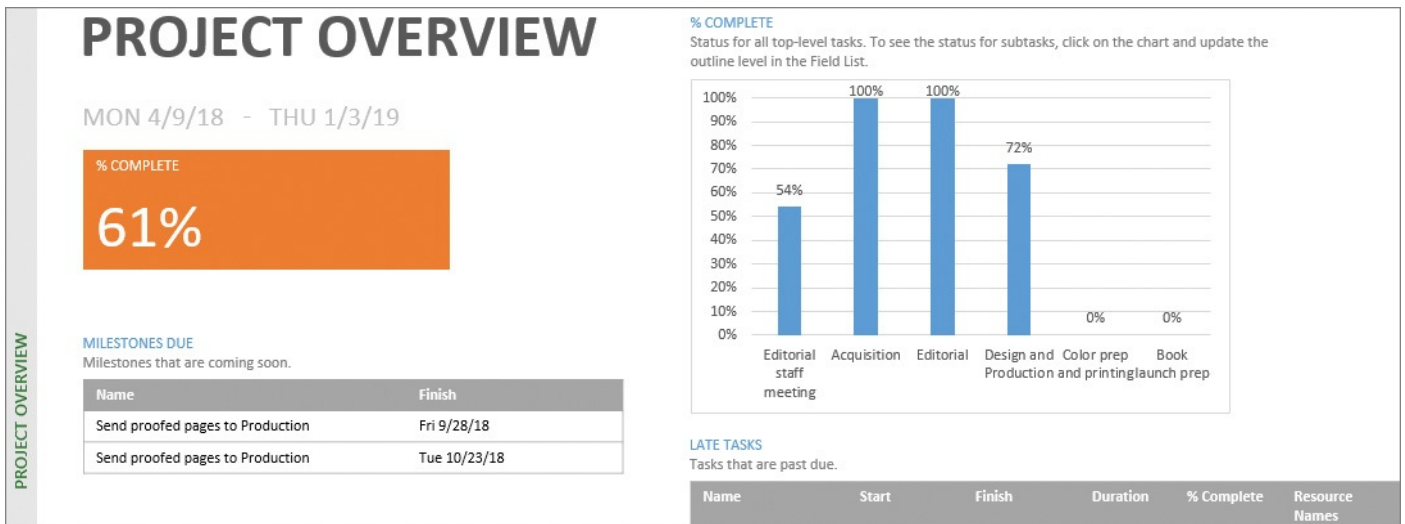 PROJECT OVERVIEW
PROJECT OVERVIEW
MON 4/9/18 - THU 1/3/19
% COMPLETE
61%
MILESTONES DUE
Milestones that are coming soon.
Name Finish
Send proofed pages to Production Fri 9/28/18
Send proofed pages to Production Tue 10/23/18
% COMPLETE
Status for all top-level tasks. To see the status for subtasks, click on the chart and update the
outline level in the Field List.
100%
90%
80%
70%
60%
50%
40%
30%
20%
10%
0%
54%
100%
100%
72%
0%
0%
Editorial
staff
meeting
Acquisition
Editorial
Design and
Production
Color prep
and printing
Book
launch prep
LATE TASKS
Tasks that are past due.
Name Start Finish Duration % Complete Resource
Names